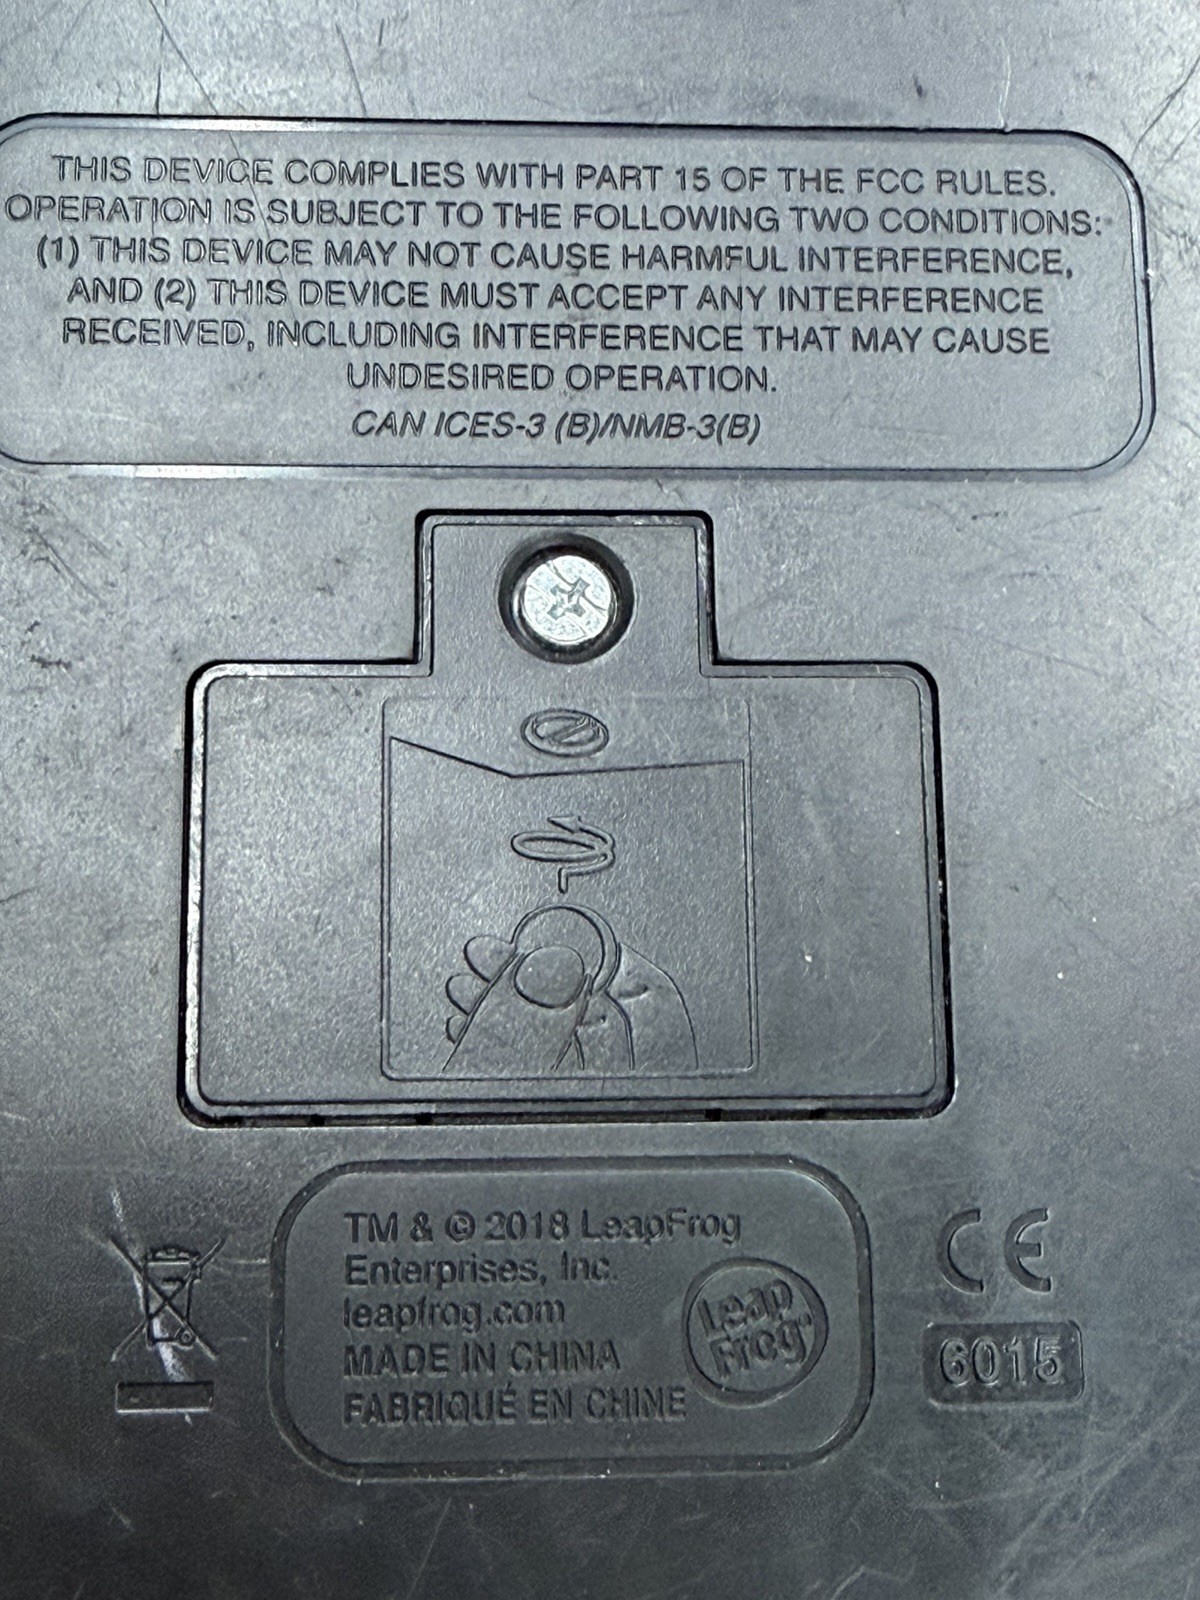 THIS DEVICE COMPLIES WITH PART 15 OF THE FCC RULES.
OPERATION IS SUBJECT TO THE FOLLOWING TWO CONDITIONS:
(1) THIS DEVICE MAY NOT CAUSE HARMFUL INTERFERENCE,
AND (2) THIS DEVICE MUST ACCEPT ANY INTERFERENCE
RECEIVED, INCLUDING INTERFERENCE THAT MAY CAUSE
UNDESIRED OPERATION.
CAN ICES-3 (B)/NMB-3(B)
TM & © 2018 LeapFrog
Enterprises, Inc.
leapfrog.com
MADE IN CHINA
FABRIQUÉ EN CHINE
Leap
Frog®
CE
6015